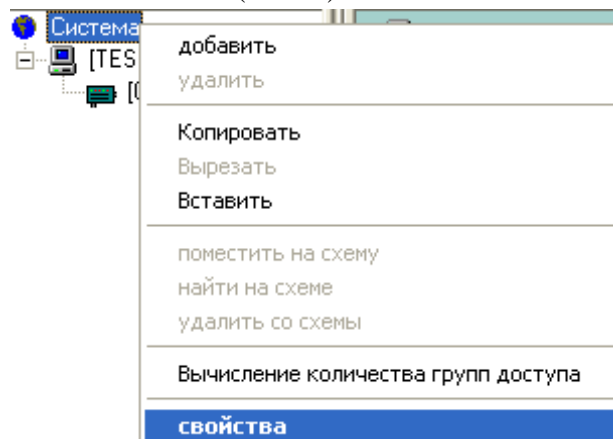 Система
[TES
[0
добавить
удалить
Копировать
Вырезать
Вставить
поместить на схему
найти на схеме
удалить со схемы
Вычисление количества групп доступа
свойства